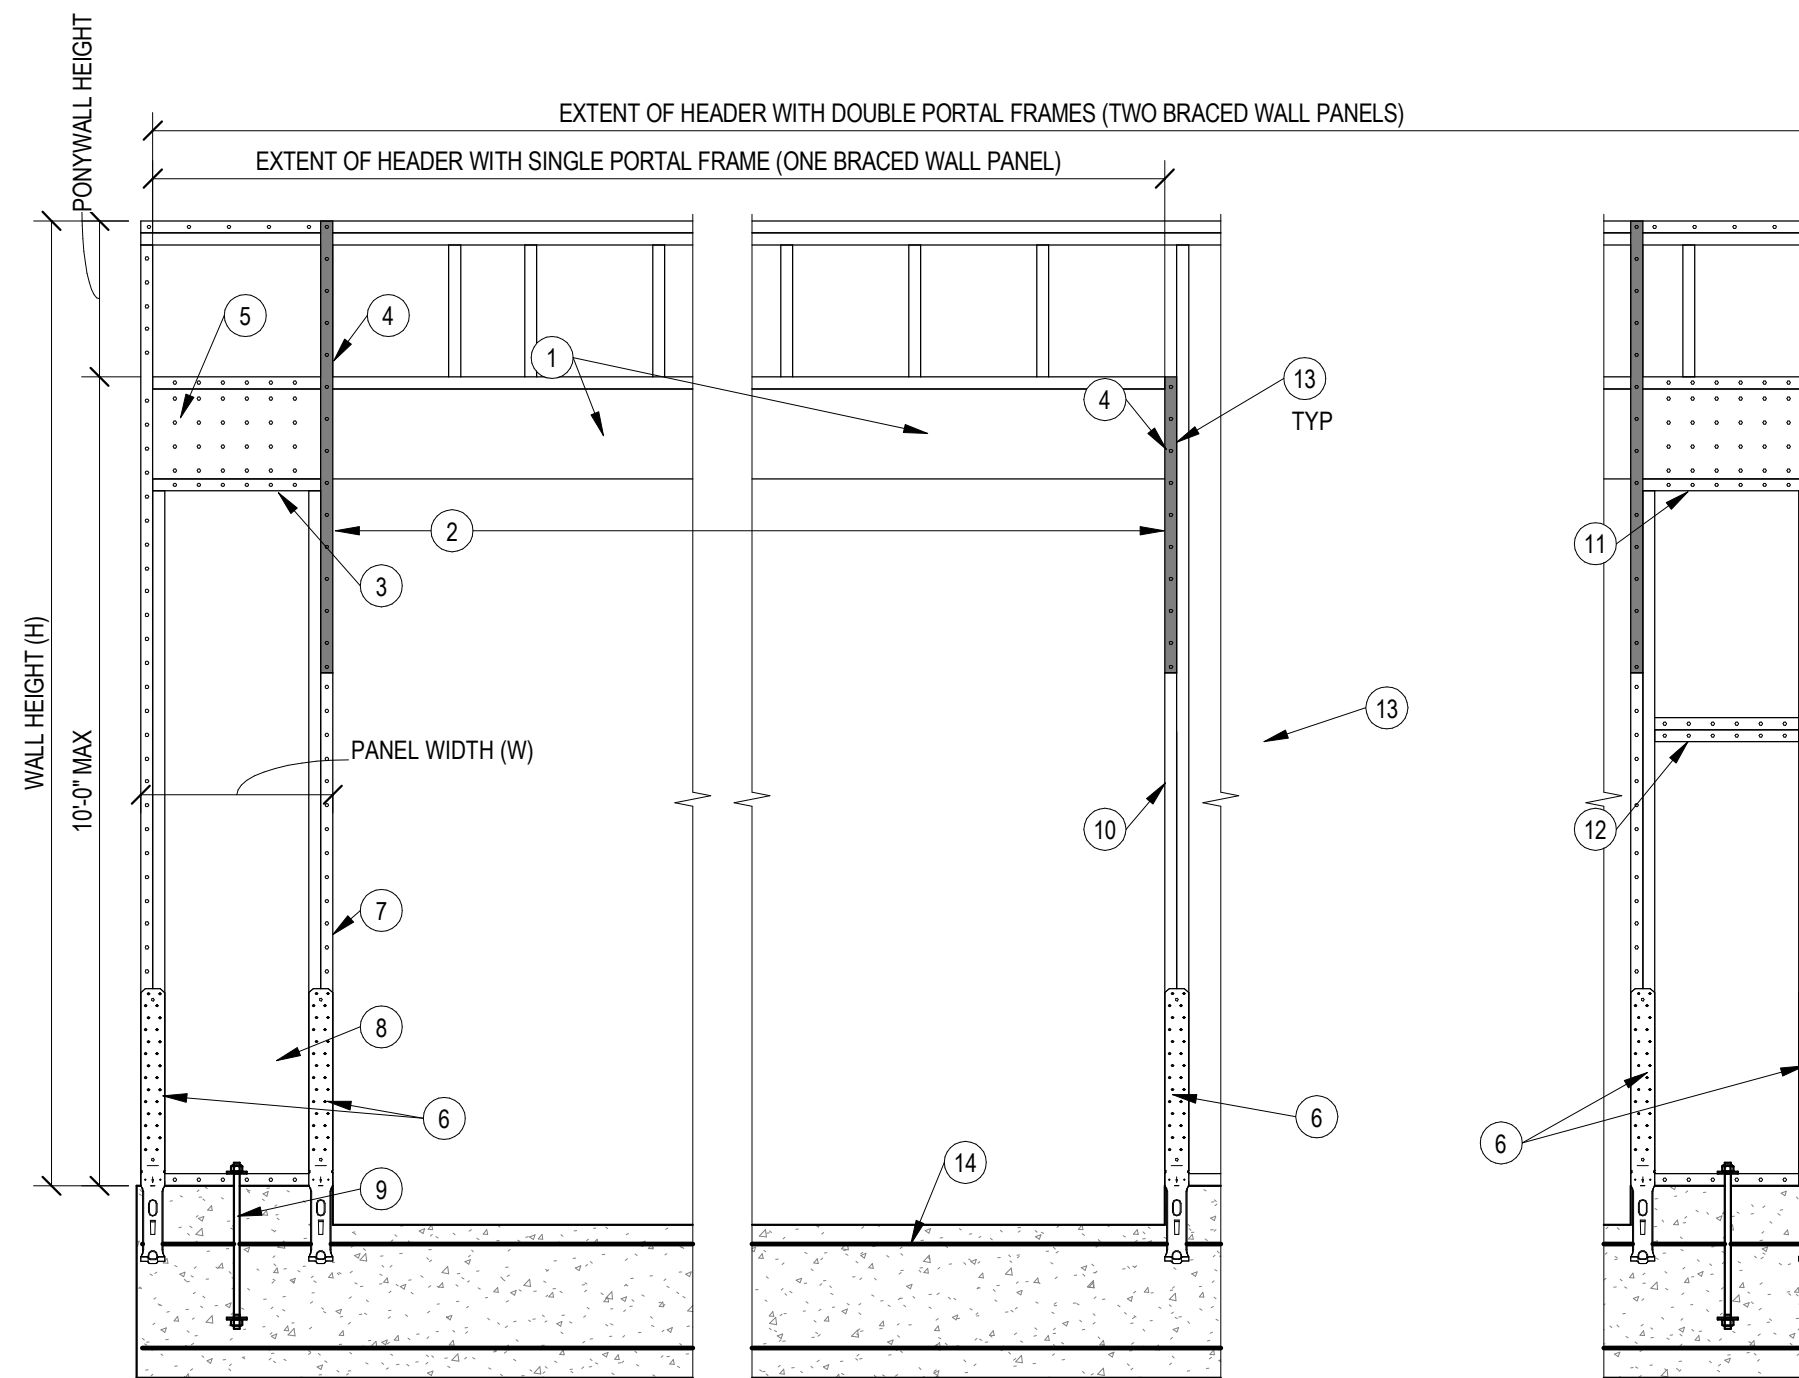 PONYWALL HEIGHT
EXTENT OF HEADER WITH DOUBLE PORTAL FRAMES (TWO BRACED WALL PANELS)
EXTENT OF HEADER WITH SINGLE PORTAL FRAME (ONE BRACED WALL PANEL)
5
4
1
13
TYP
4
2
11
3
WALL HEIGHT (H)
10'-0" MAX
13
PANEL WIDTH (W)
10
12
7
8
6
6
6
14
9